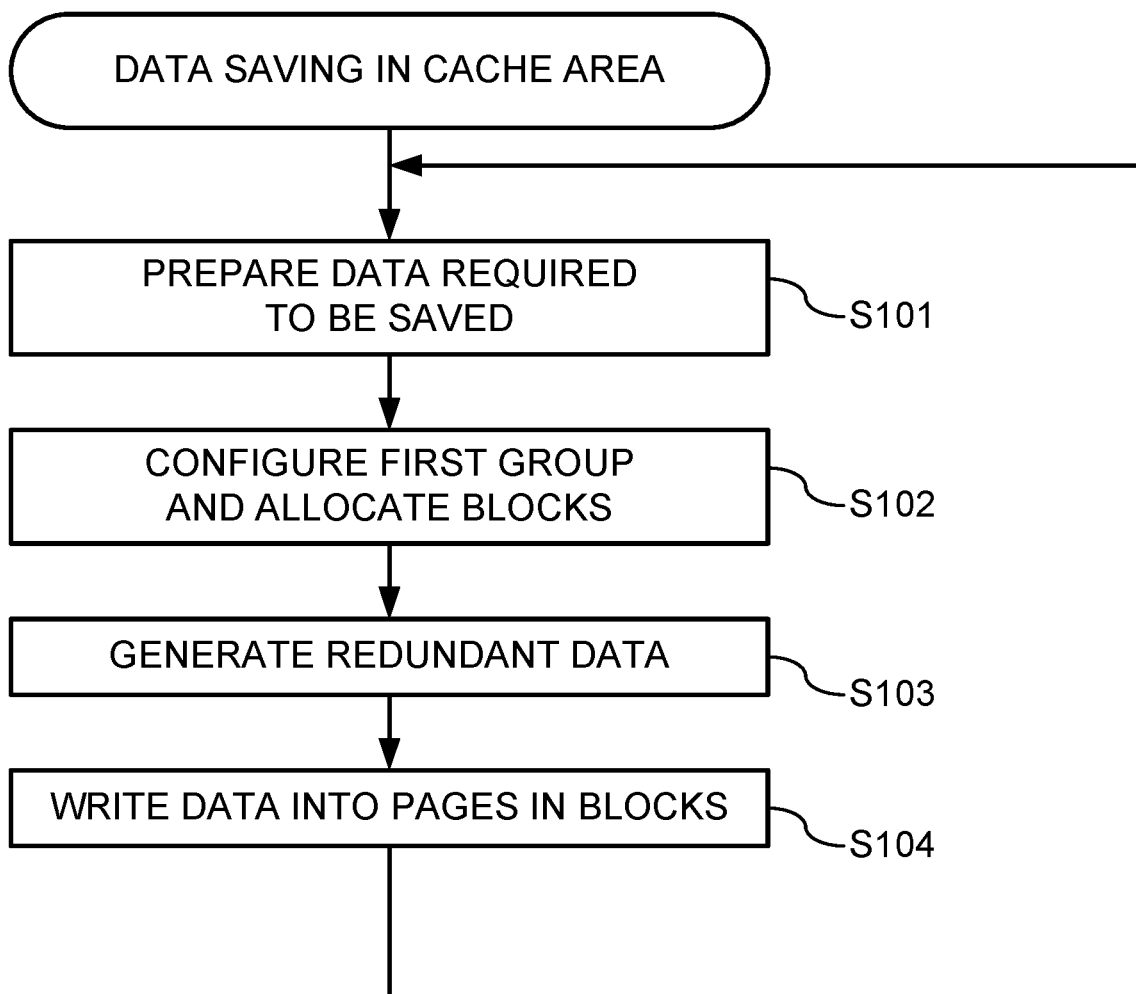 DATA SAVING IN CACHE AREA
PREPARE DATA REQUIRED
TO BE SAVED
S101
CONFIGURE FIRST GROUP
AND ALLOCATE BLOCKS
S102
GENERATE REDUNDANT DATA
S103
WRITE DATA INTO PAGES IN BLOCKS
S104